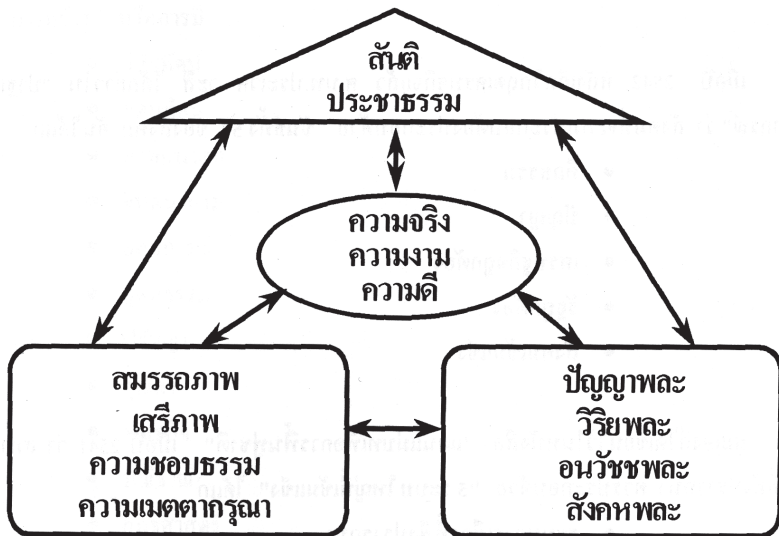 สันติ
ประชาธรรม
ความจริง
ความงาม
ความดี
สมรรถภาพ
เสรีภาพ
ความชอบธรรม
ความเมตตากรุณา
ปัญญาพละ
วิริยพละ
อนวัชชพละ
สังคหพละ